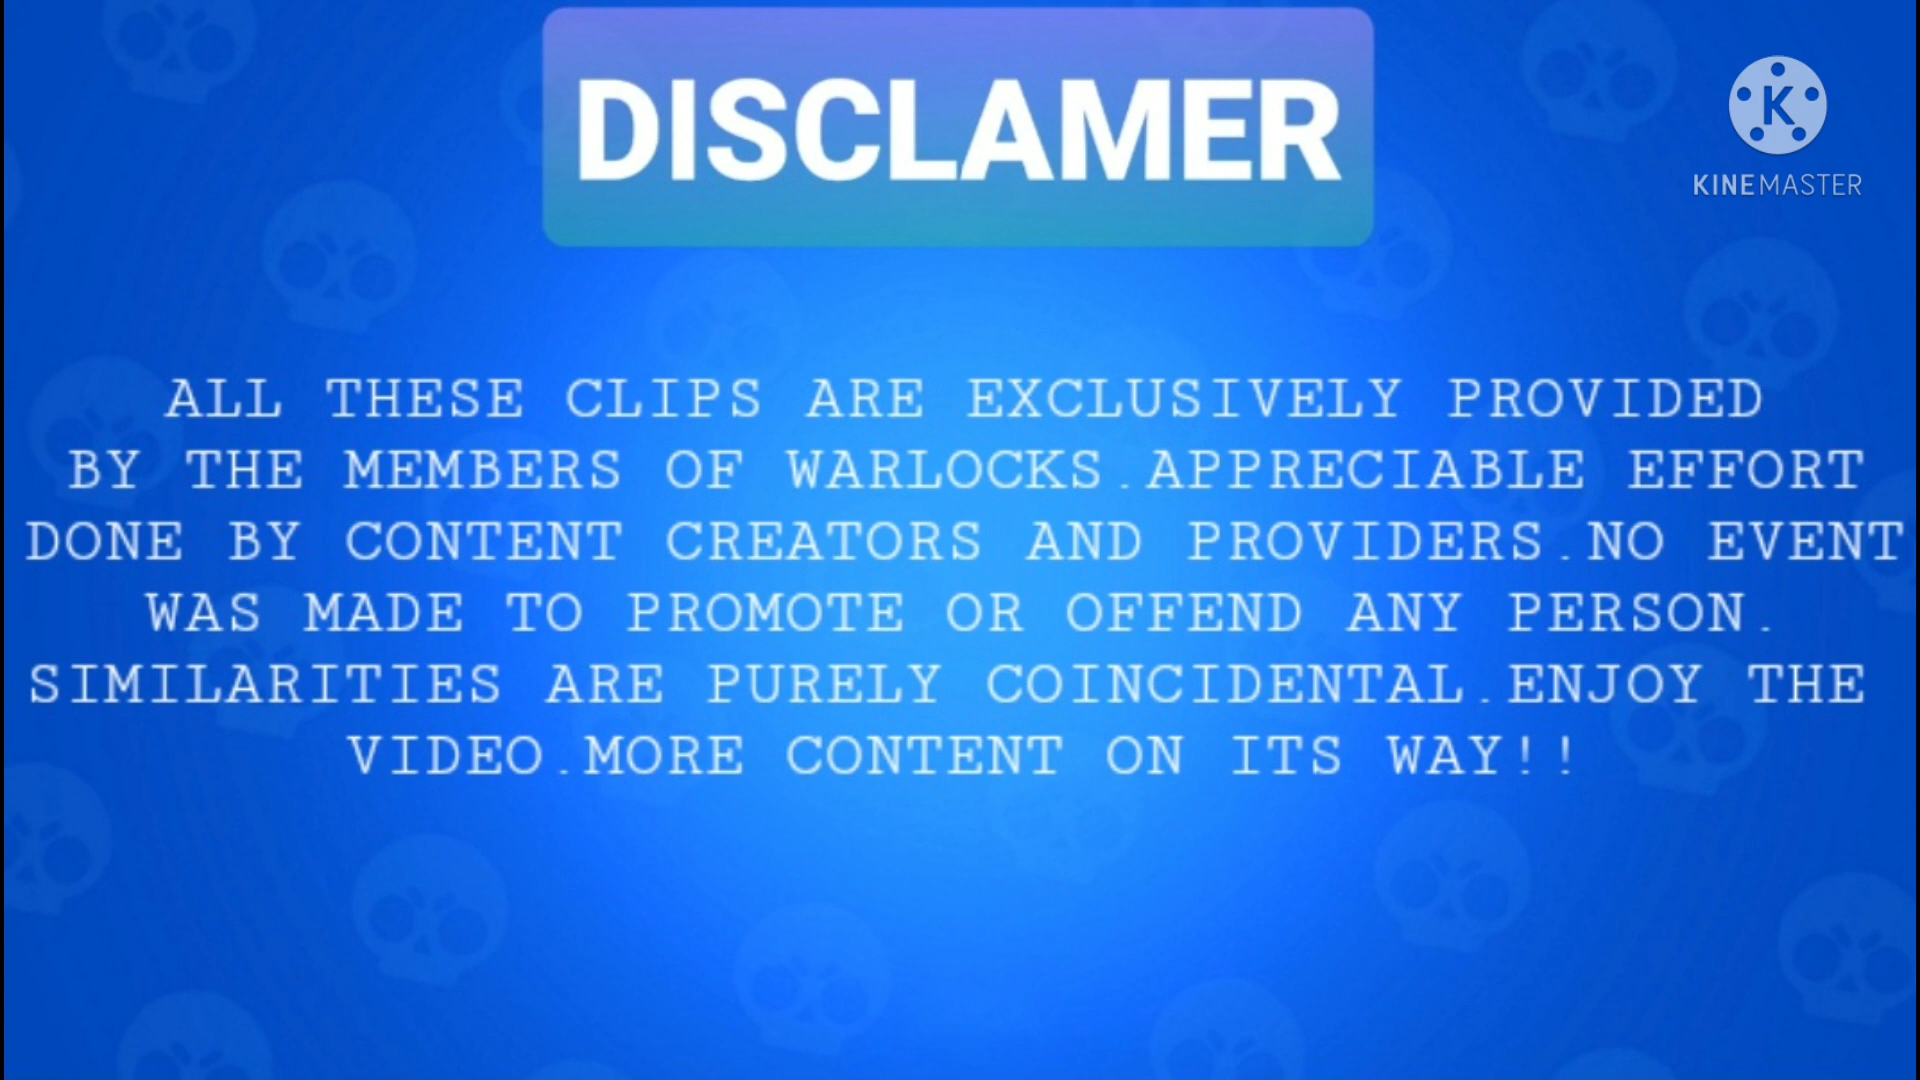 DISCLAMER
K
KINEMASTER
ALL THESE CLIPS ARE EXCLUSIVELY PROVIDED
BY THE MEMBERS OF WARLOCKS.APPRECIABLE EFFORT
DONE BY CONTENT CREATORS AND PROVIDERS.NO EVENT
WAS MADE TO PROMOTE OR OFFEND ANY PERSON.
SIMILARITIES ARE PURELY COINCIDENTAL.ENJOY THE
VIDEO.MORE CONTENT ON ITS WAY!!